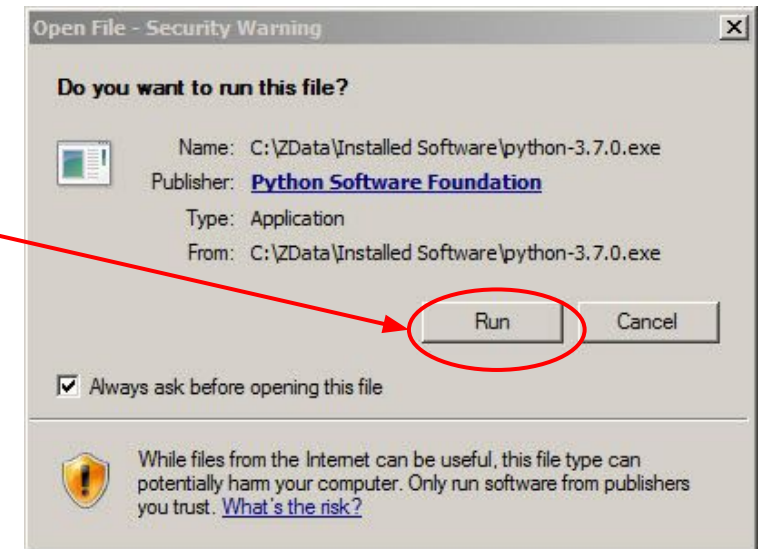 Open File - Security Warning
Do you want to run this file?
Name: C:\ZData\Installed Software\python-3.7.0.exe
Publisher: Python Software Foundation
Type: Application
From: C:\ZData\Installed Software\python-3.7.0.exe
Run Cancel
Always ask before opening this file
While files from the Internet can be useful, this file type can
potentially harm your computer. Only run software from publishers
you trust. What's the risk?